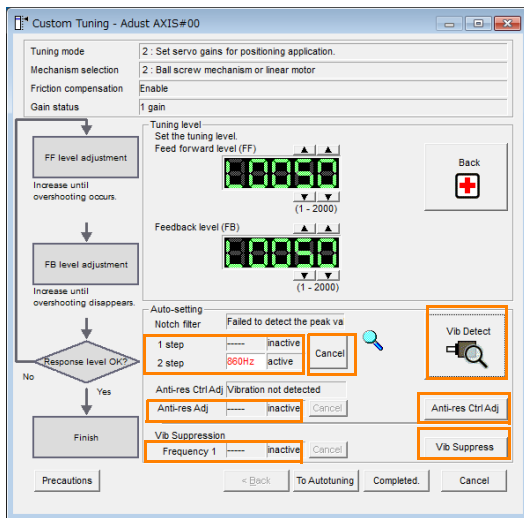 Custom Tuning - Adust AXIS#00
Tuning mode 2 : Set servo gains for positioning application.
Mechanism selection 2 : Ball screw mechanism or linear motor
Friction compensation Enable
Gain status 1 gain
FF level adjustment
Increase until
overshooting occurs.
FB level adjustment
Increase until
overshooting disappears.
Response level OK?
No
Yes
Finish
Tuning level
Set the tuning level.
Feed forward level (FF)
L0050
(1 - 2000)
Feedback level (FB)
L0050
(1 - 2000)
Back
Auto-setting
Notch filter Failed to detect the peak va
1 step ----- inactive
2 step 860Hz active
Cancel
Vib Detect
Anti-res Ctrl Adj Vibration not detected
Anti-res Adj ----- inactive Cancel
Anti-res Ctrl Adj
Vib Suppression
Frequency 1 ----- inactive Cancel
Vib Suppress
Precautions
< Back
To Autotuning
Completed.
Cancel